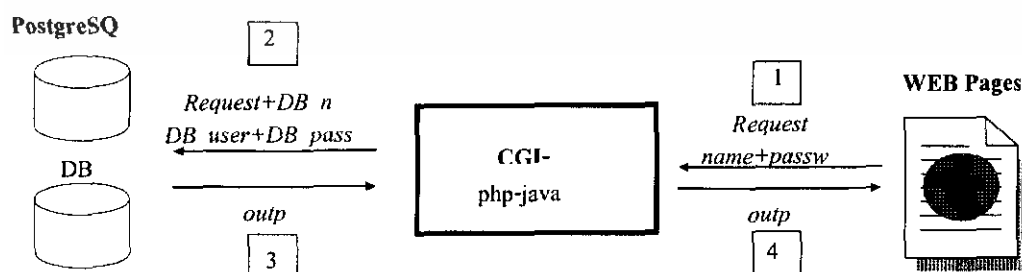 PostgreSQ
2
Request+DB n
DB user+DB pass
DB
outp
3
CGI-
php-java
1
Request
name+passw
outp
4
WEB Pages